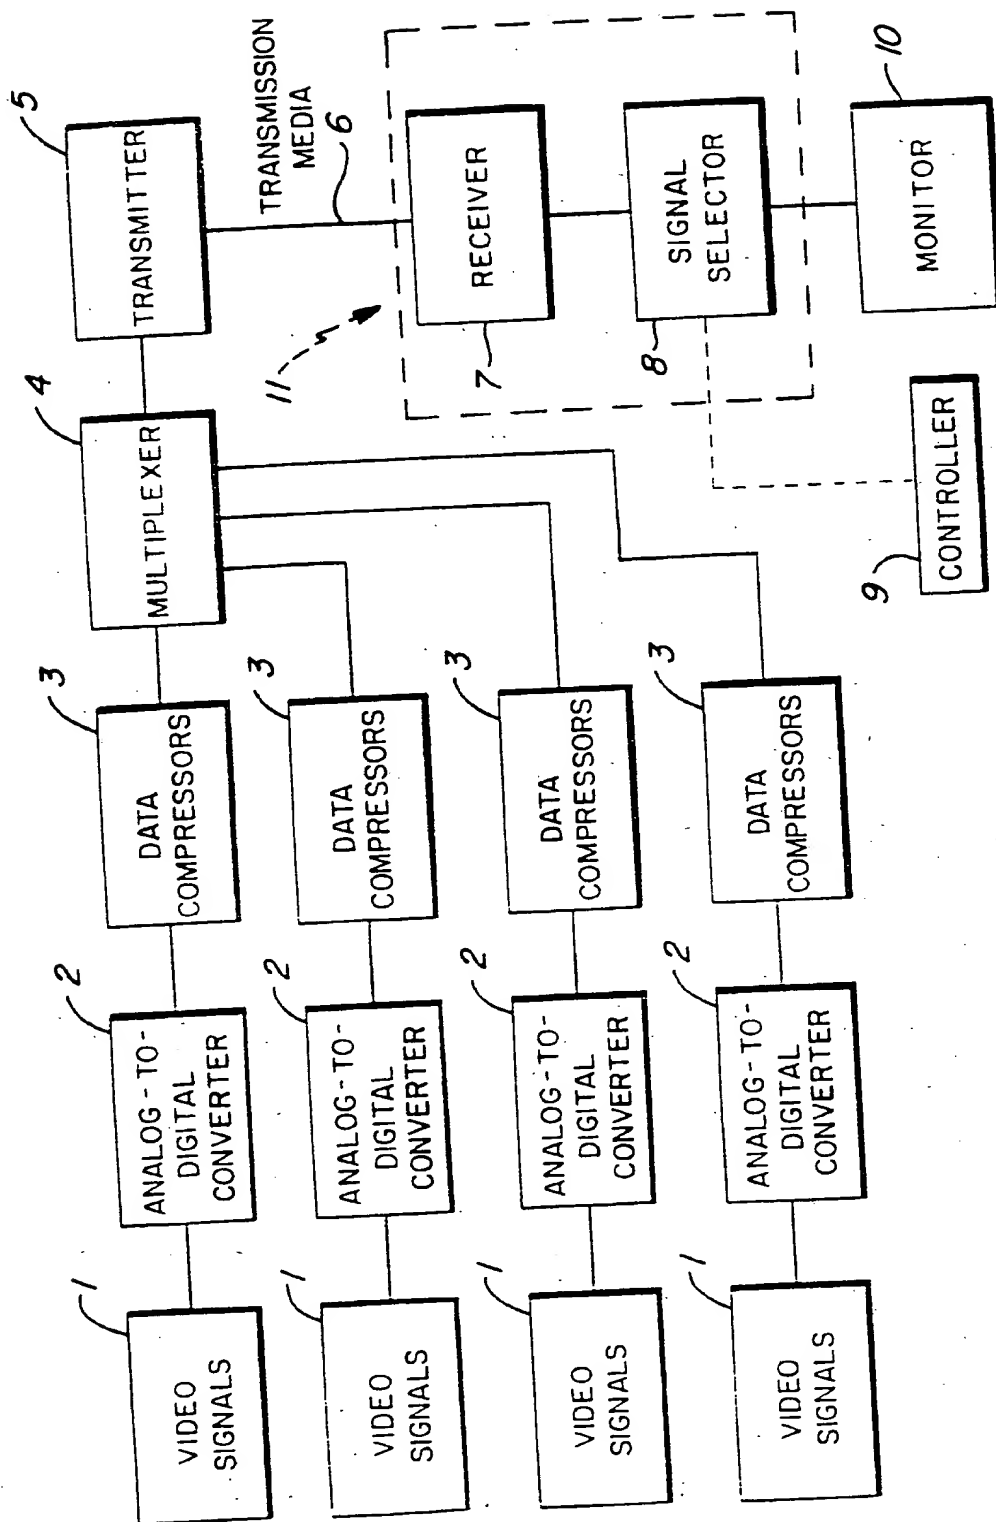 VIDEO
SIGNALS
1
ANALOG-TO-
DIGITAL
CONVERTER
2
DATA
COMPRESSORS
3
MULTIPLEXER
4
TRANSMITTER
5
VIDEO
SIGNALS
1
ANALOG-TO-
DIGITAL
CONVERTER
2
DATA
COMPRESSORS
3
VIDEO
SIGNALS
1
ANALOG-TO-
DIGITAL
CONVERTER
2
DATA
COMPRESSORS
3
VIDEO
SIGNALS
1
ANALOG-TO-
DIGITAL
CONVERTER
2
DATA
COMPRESSORS
3
TRANSMISSION
MEDIA
6
11
RECEIVER
7
SIGNAL
SELECTOR
8
CONTROLLER
9
MONITOR
10